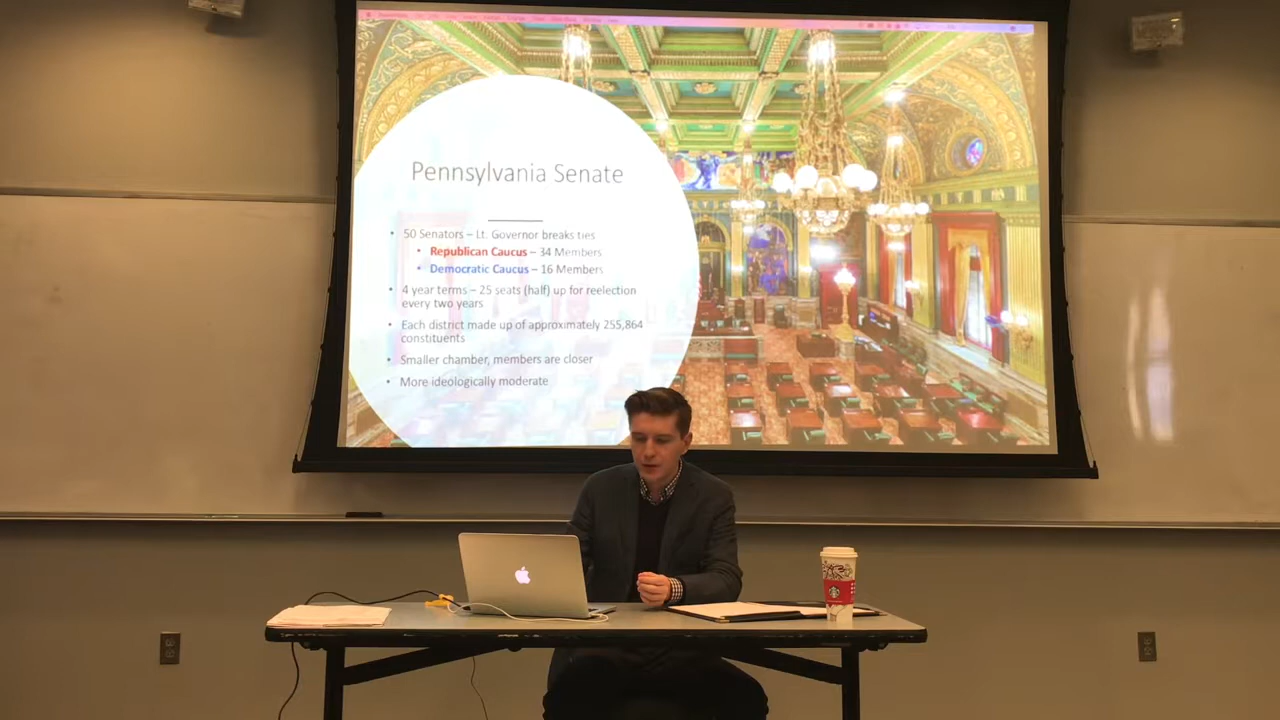 Pennsylvania Senate
• 50 Senators – Lt. Governor breaks ties
• Republican Caucus – 34 Members
• Democratic Caucus – 16 Members
• 4 year terms – 25 seats (half) up for reelection
every two years
• Each district made up of approximately 255,864
constituents
• Smaller chamber, members are closer
• More ideologically moderate